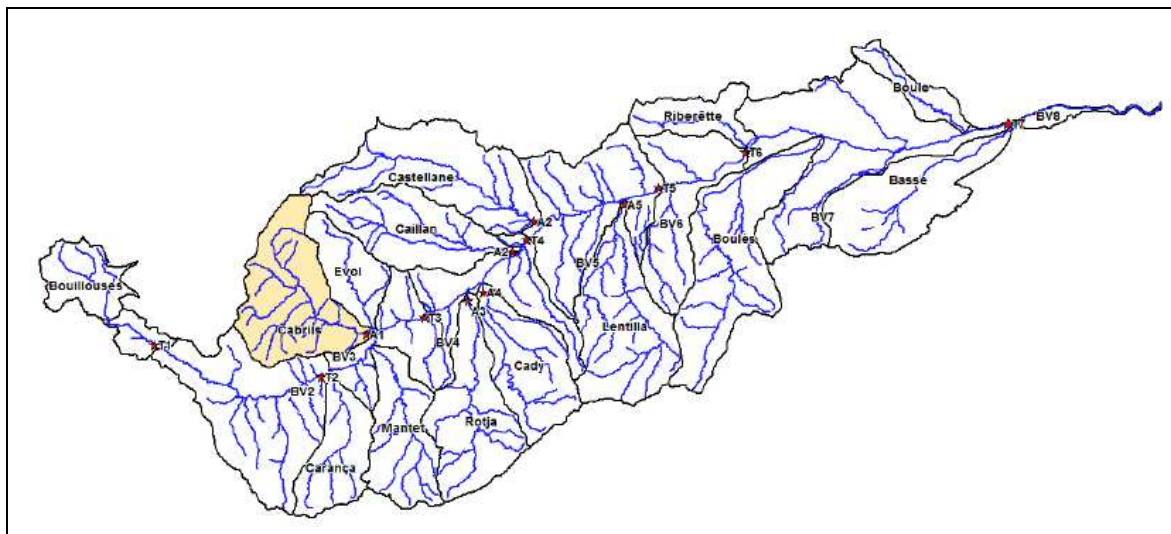 Boule
T7
BV8
Riberêtte
T6
Basse
Castellane
T5
A5
BV6
BV7
Boules
A2
T4
A2
Caillan
BV5
Evol
Bouillouses
A4
A3
T3
Cabrils
A1
T1
BV3
BV4
Lentilla
Cady
T2
BV2
Mantet
Rotja
Carança